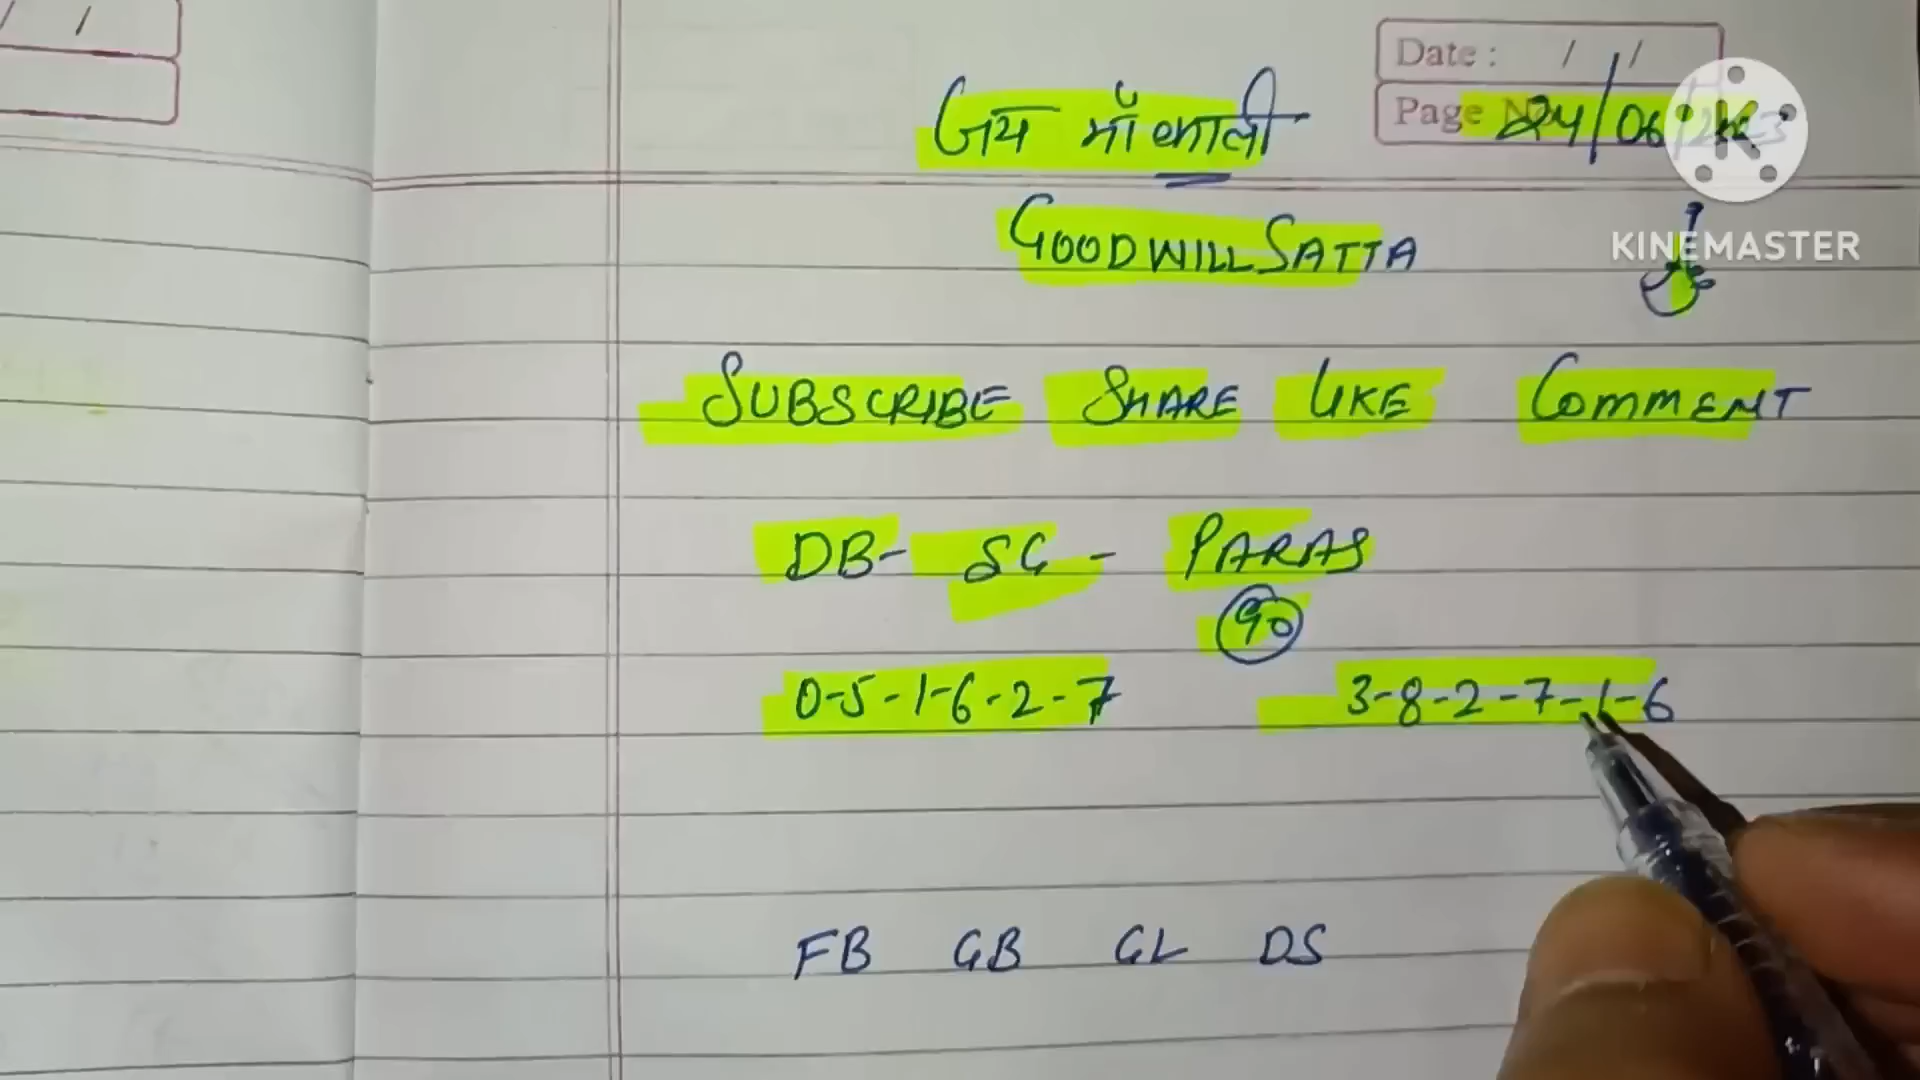 / /
Date : / /
जय माँ काली
Page 24/06
GOODWILL SATTA
KINEMASTER
SUBSCRIBE SHARE LIKE COMMENT
DB- SG - PARAS
90
0-5-1-6-2-7 3-8-2-7-1-6
FB GB GL DS